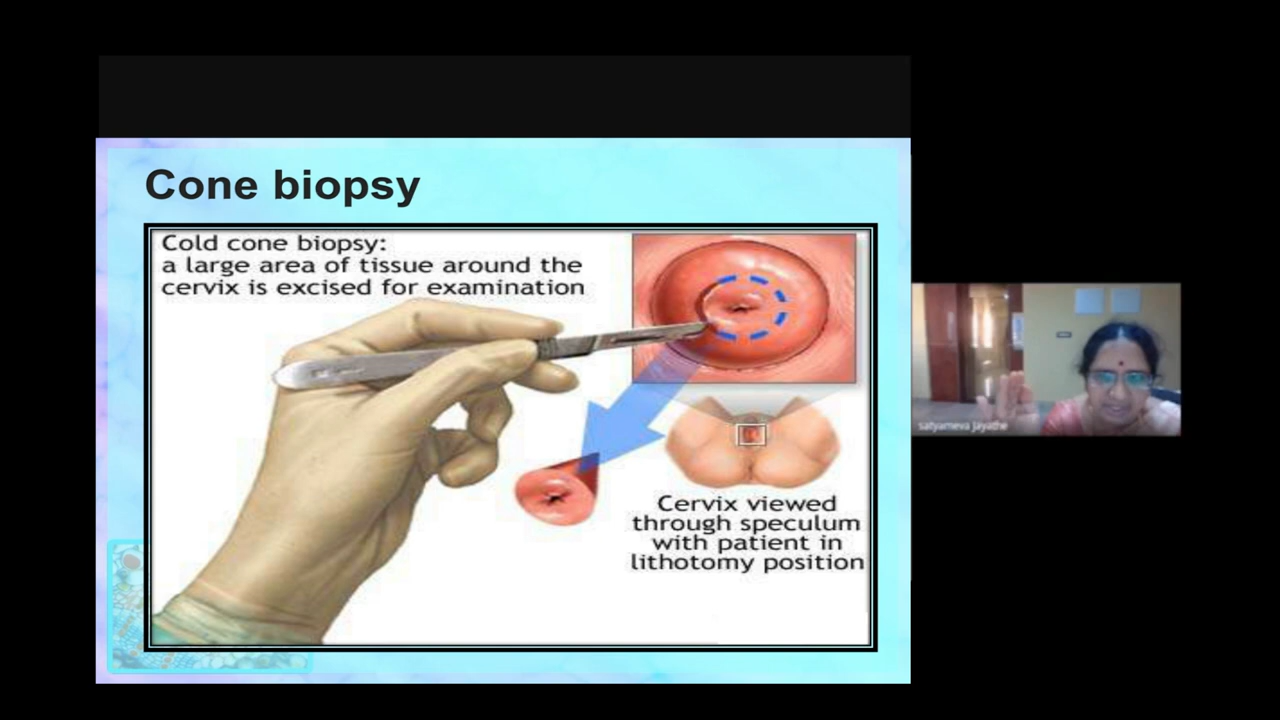 Cone biopsy
Cold cone biopsy:
a large area of tissue around the
cervix is excised for examination
Cervix viewed
through speculum
with patient in
lithotomy position
satyameva Jayathe